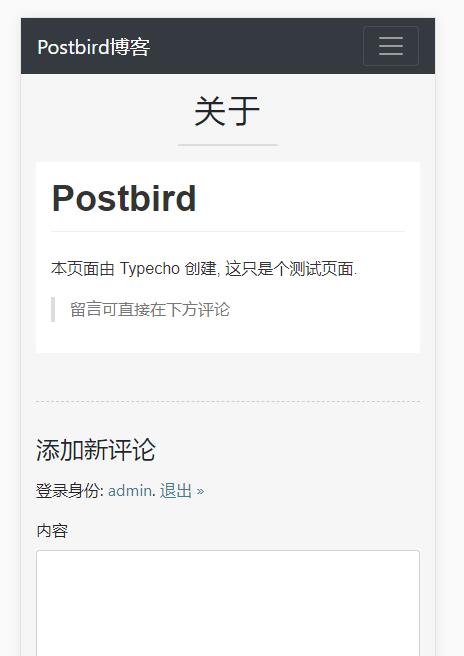 Postbird博客
关于
Postbird
本页面由 Typecho 创建, 这只是个测试页面.
留言可直接在下方评论
添加新评论
登录身份: admin. 退出 »
内容